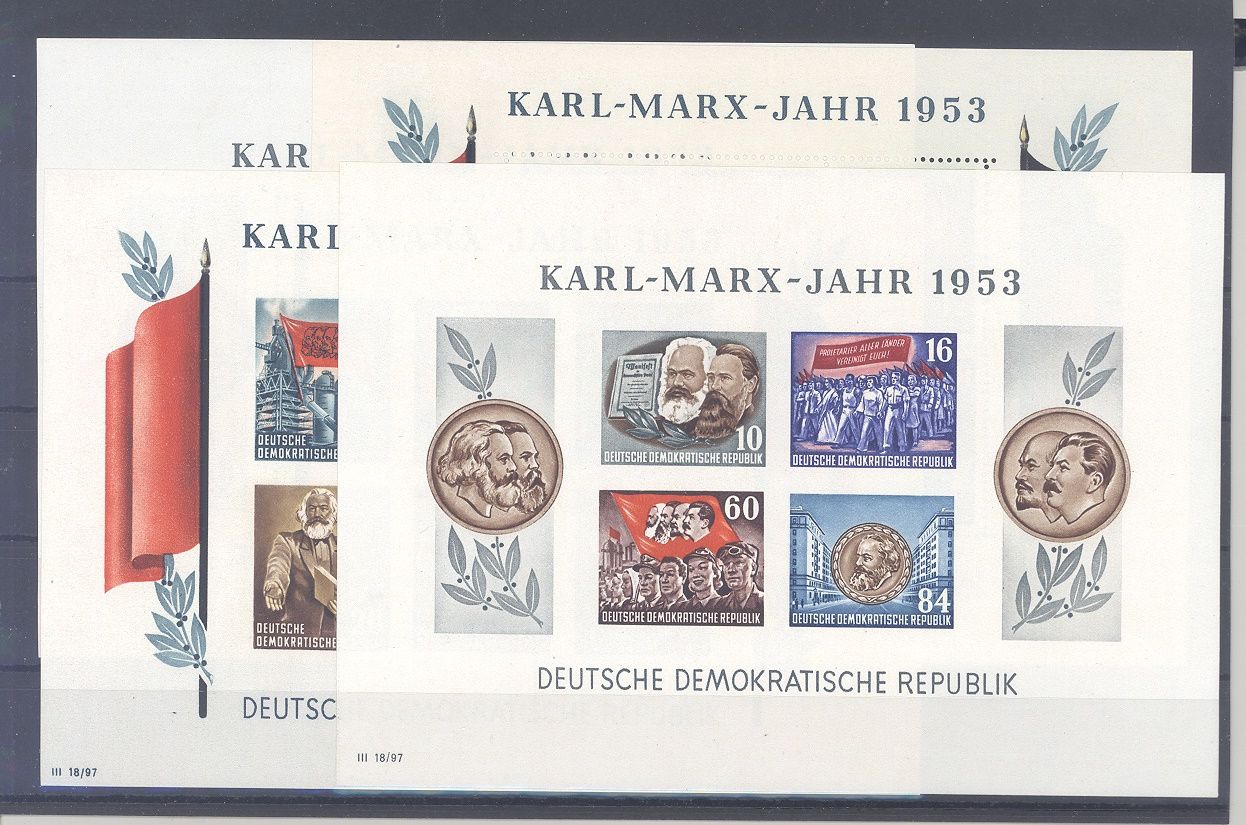 KARL-MARX-JAHR 1953
KAR
KARL
DEUTSCHE
DEMOKRATISCHE
DEUTSCHE
DEMOKRATISCHE
DEUTSC
III 18/97
KARL-MARX-JAHR 1953
Manifest
10
DEUTSCHE DEMOKRATISCHE REPUBLIK
PROLETARIER ALLER LÄNDER
VEREINIGT EUCH!
16
DEUTSCHE DEMOKRATISCHE REPUBLIK
60
DEUTSCHE DEMOKRATISCHE REPUBLIK
84
DEUTSCHE DEMOKRATISCHE REPUBLIK
DEUTSCHE DEMOKRATISCHE REPUBLIK
III 18/97